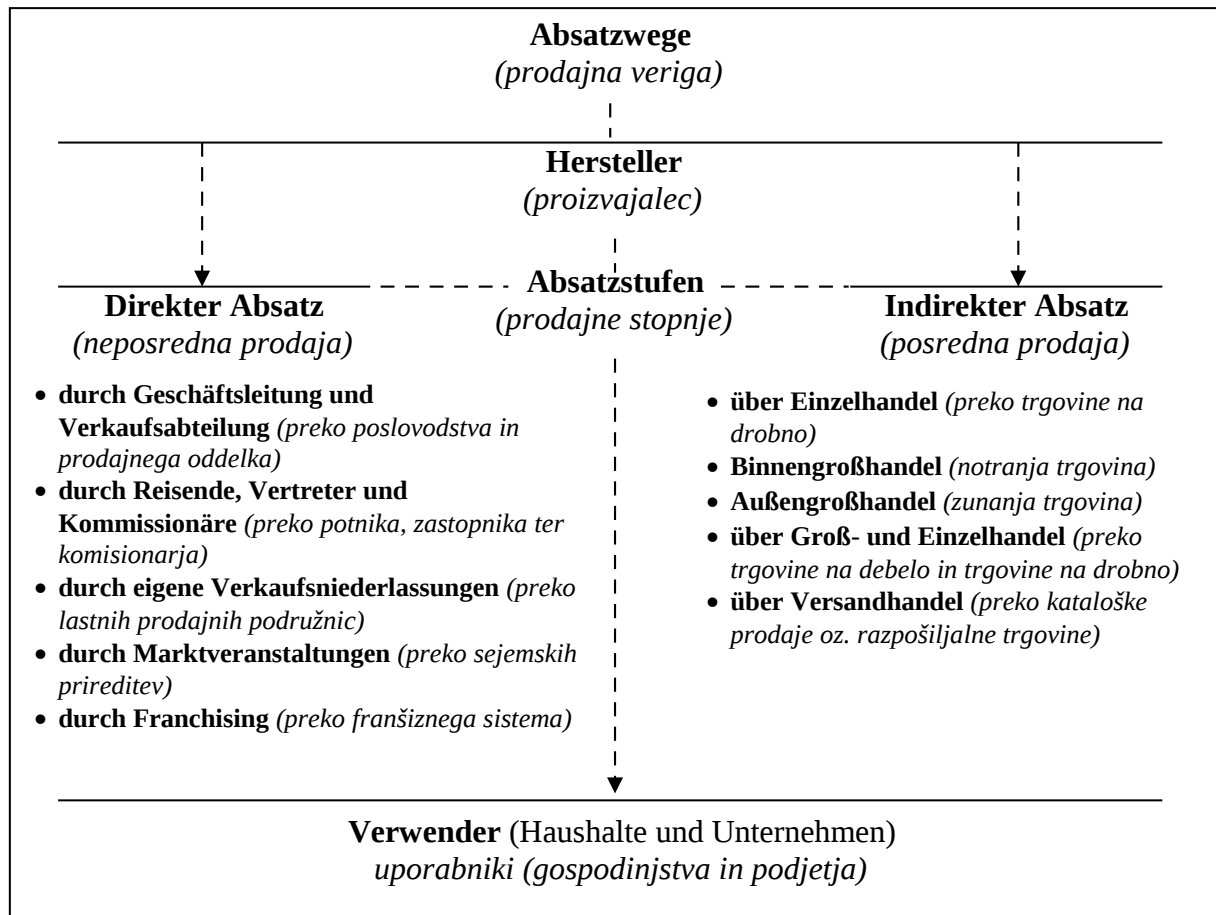 Absatzwege
(prodajna veriga)
Hersteller
(proizvajalec)
Absatzstufen
(prodajne stopnje)
Direkter Absatz
(neposredna prodaja)
• durch Geschäftsleitung und
Verkaufsabteilung (preko poslovodstva in
prodajnega oddelka)
• durch Reisende, Vertreter und
Kommissionäre (preko potnika, zastopnika ter
komisionarja)
• durch eigene Verkaufsniederlassungen (preko
lastnih prodajnih podružnic)
• durch Marktveranstaltungen (preko sejemskih
prireditev)
• durch Franchising (preko franšiznega sistema)
Indirekter Absatz
(posredna prodaja)
• über Einzelhandel (preko trgovine na
drobno)
• Binnengroßhandel (notranja trgovina)
• Außengroßhandel (zunanja trgovina)
• über Groß- und Einzelhandel (preko
trgovine na debelo in trgovine na drobno)
• über Versandhandel (preko kataloške
prodaje oz. razpošiljalne trgovine)
Verwender (Haushalte und Unternehmen)
uporabniki (gospodinjstva in podjetja)